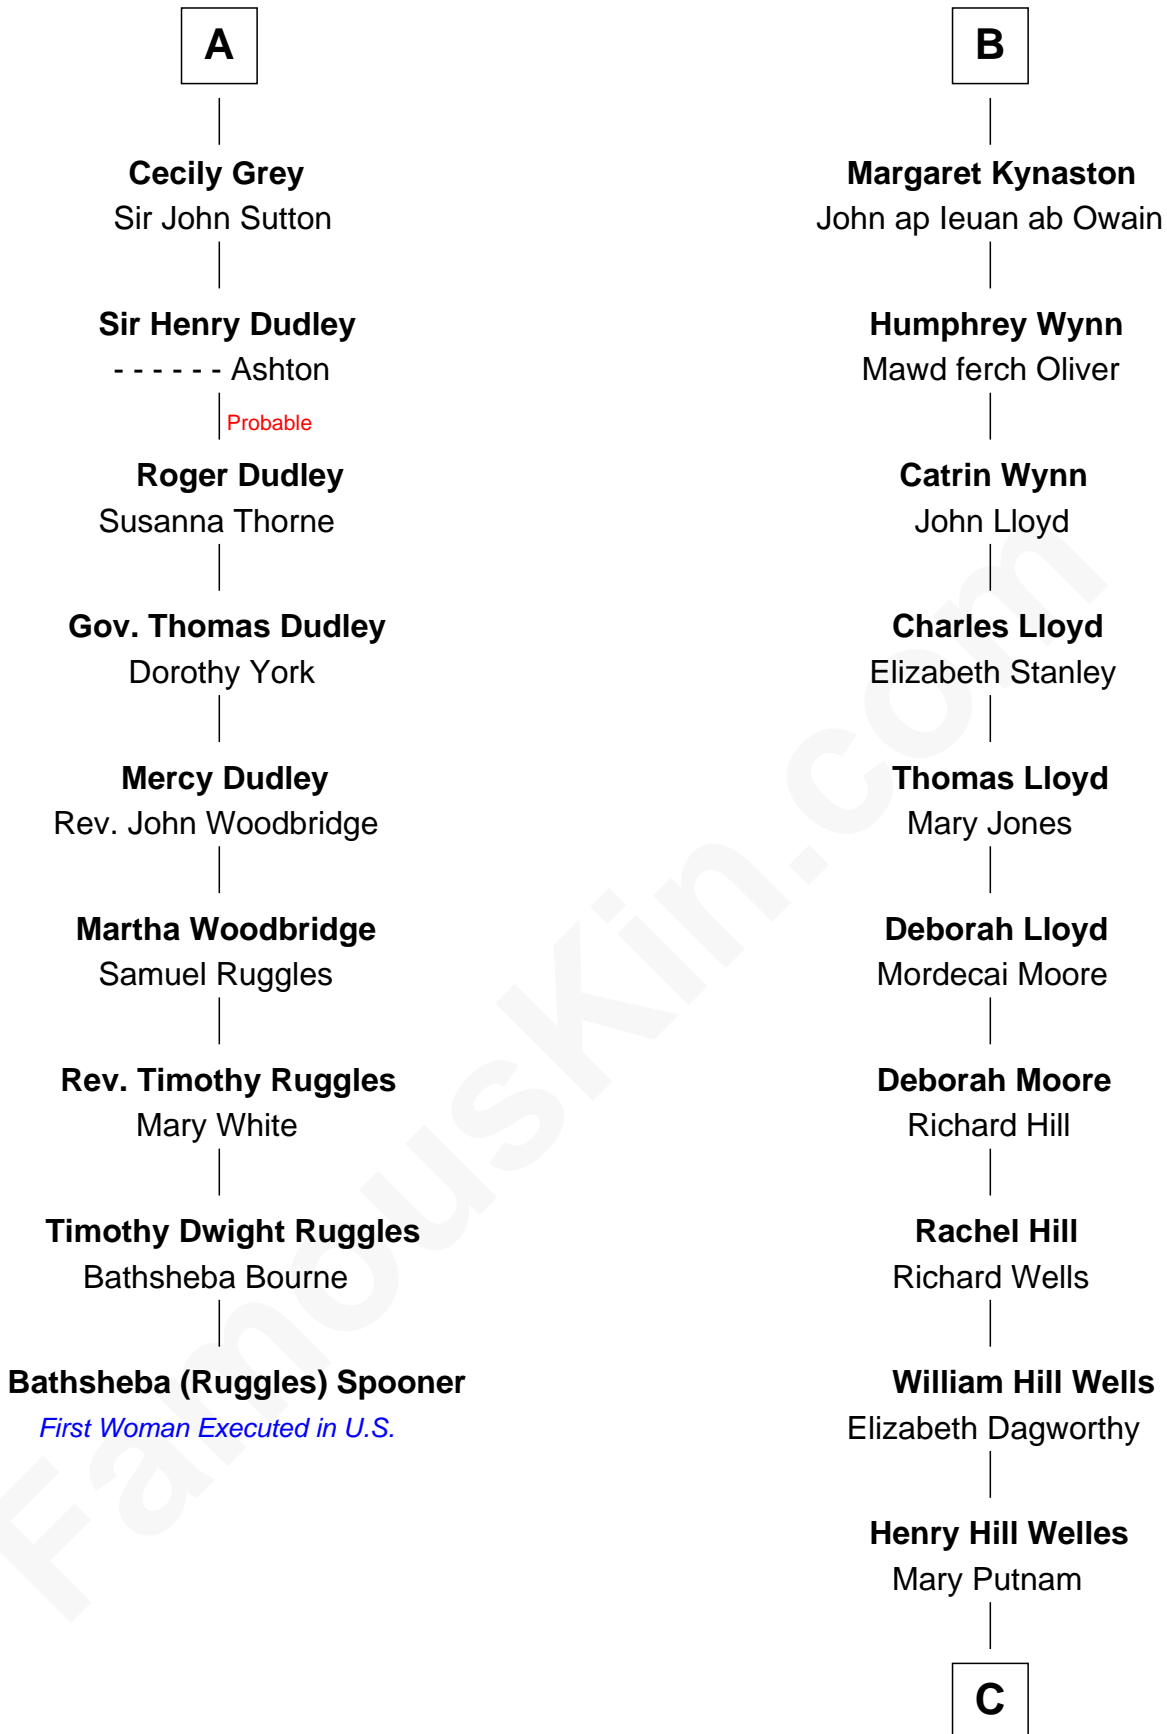 A
Cecily Grey
Sir John Sutton
Sir Henry Dudley
- - - - - - Ashton
Probable
Roger Dudley
Susanna Thorne
Gov. Thomas Dudley
Dorothy York
Mercy Dudley
Rev. John Woodbridge
Martha Woodbridge
Samuel Ruggles
Rev. Timothy Ruggles
Mary White
Timothy Dwight Ruggles
Bathsheba Bourne
Bathsheba (Ruggles) Spooner
First Woman Executed in U.S.
B
Margaret Kynaston
John ap Ieuan ab Owain
Humphrey Wynn
Mawd ferch Oliver
Catrin Wynn
John Lloyd
Charles Lloyd
Elizabeth Stanley
Thomas Lloyd
Mary Jones
Deborah Lloyd
Mordecai Moore
Deborah Moore
Richard Hill
Rachel Hill
Richard Wells
William Hill Wells
Elizabeth Dagworthy
Henry Hill Welles
Mary Putnam
C
FamousKin.com